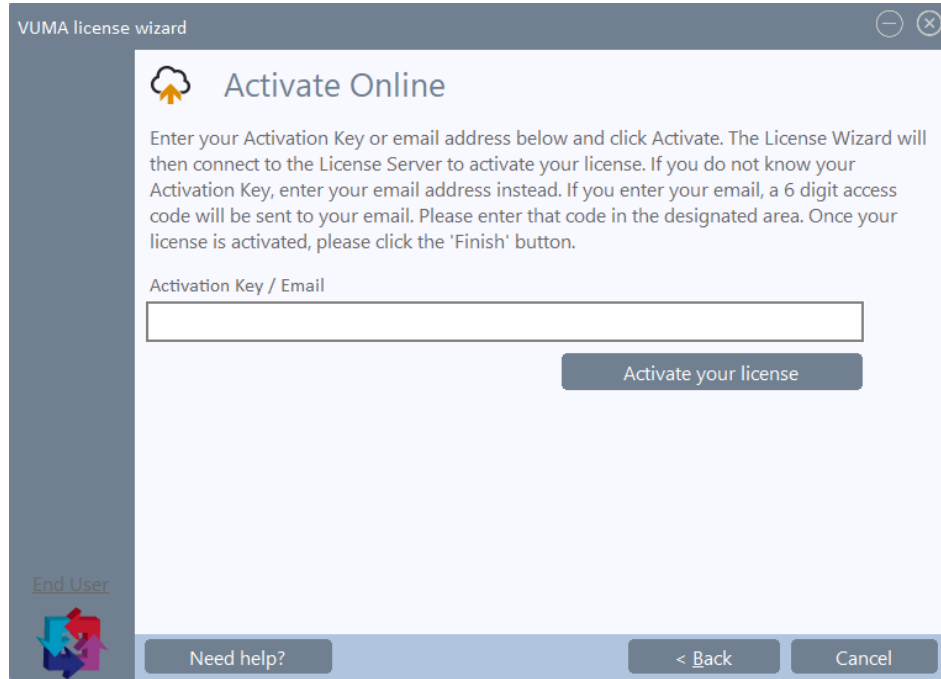 VUMA license wizard
Activate Online
Enter your Activation Key or email address below and click Activate. The License Wizard will
then connect to the License Server to activate your license. If you do not know your
Activation Key, enter your email address instead. If you enter your email, a 6 digit access
code will be sent to your email. Please enter that code in the designated area. Once your
license is activated, please click the 'Finish' button.
Activation Key / Email
Activate your license
End User
Need help?
< Back
Cancel